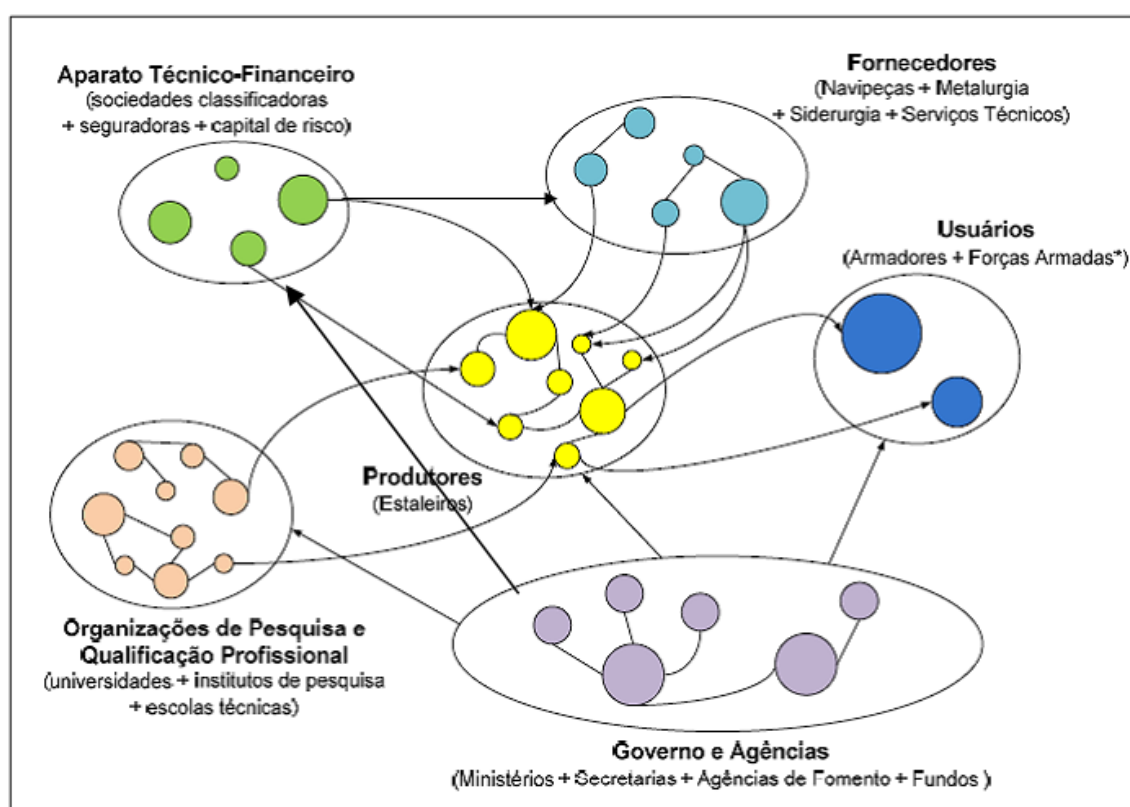 Aparato Técnico-Financeiro
(sociedades classificadoras
+ seguradoras + capital de risco)
Fornecedores
(Navipeças + Metalurgia
+ Siderurgia + Serviços Técnicos)
Usuários
(Armadores + Forças Armadas*)
Produtores
(Estaleiros)
Organizações de Pesquisa e
Qualificação Profissional
(universidades + institutos de pesquisa
+ escolas técnicas)
Governo e Agências
(Ministérios + Secretarias + Agências de Fomento + Fundos )